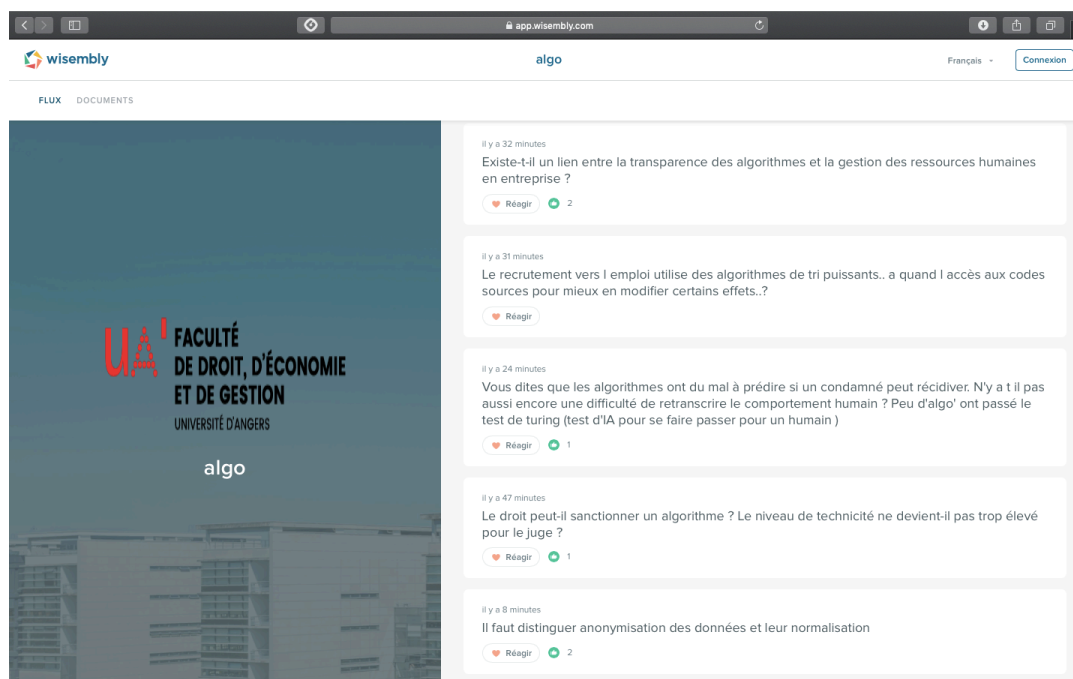 app.wisembly.com
wisembly
algo
Français
Connexion
FLUX DOCUMENTS
UA'
FACULTÉ
DE DROIT, D'ÉCONOMIE
ET DE GESTION
UNIVERSITÉ D'ANGERS
algo
il y a 32 minutes
Existe-t-il un lien entre la transparence des algorithmes et la gestion des ressources humaines
en entreprise ?
Réagir 2
il y a 31 minutes
Le recrutement vers l emploi utilise des algorithmes de tri puissants.. a quand l accès aux codes
sources pour mieux en modifier certains effets..?
Réagir
il y a 24 minutes
Vous dites que les algorithmes ont du mal à prédire si un condamné peut récidiver. N'y a t il pas
aussi encore une difficulté de retranscrire le comportement humain ? Peu d'algo' ont passé le
test de turing (test d'IA pour se faire passer pour un humain )
Réagir 1
il y a 47 minutes
Le droit peut-il sanctionner un algorithme ? Le niveau de technicité ne devient-il pas trop élevé
pour le juge ?
Réagir 1
il y a 8 minutes
Il faut distinguer anonymisation des données et leur normalisation
Réagir 2